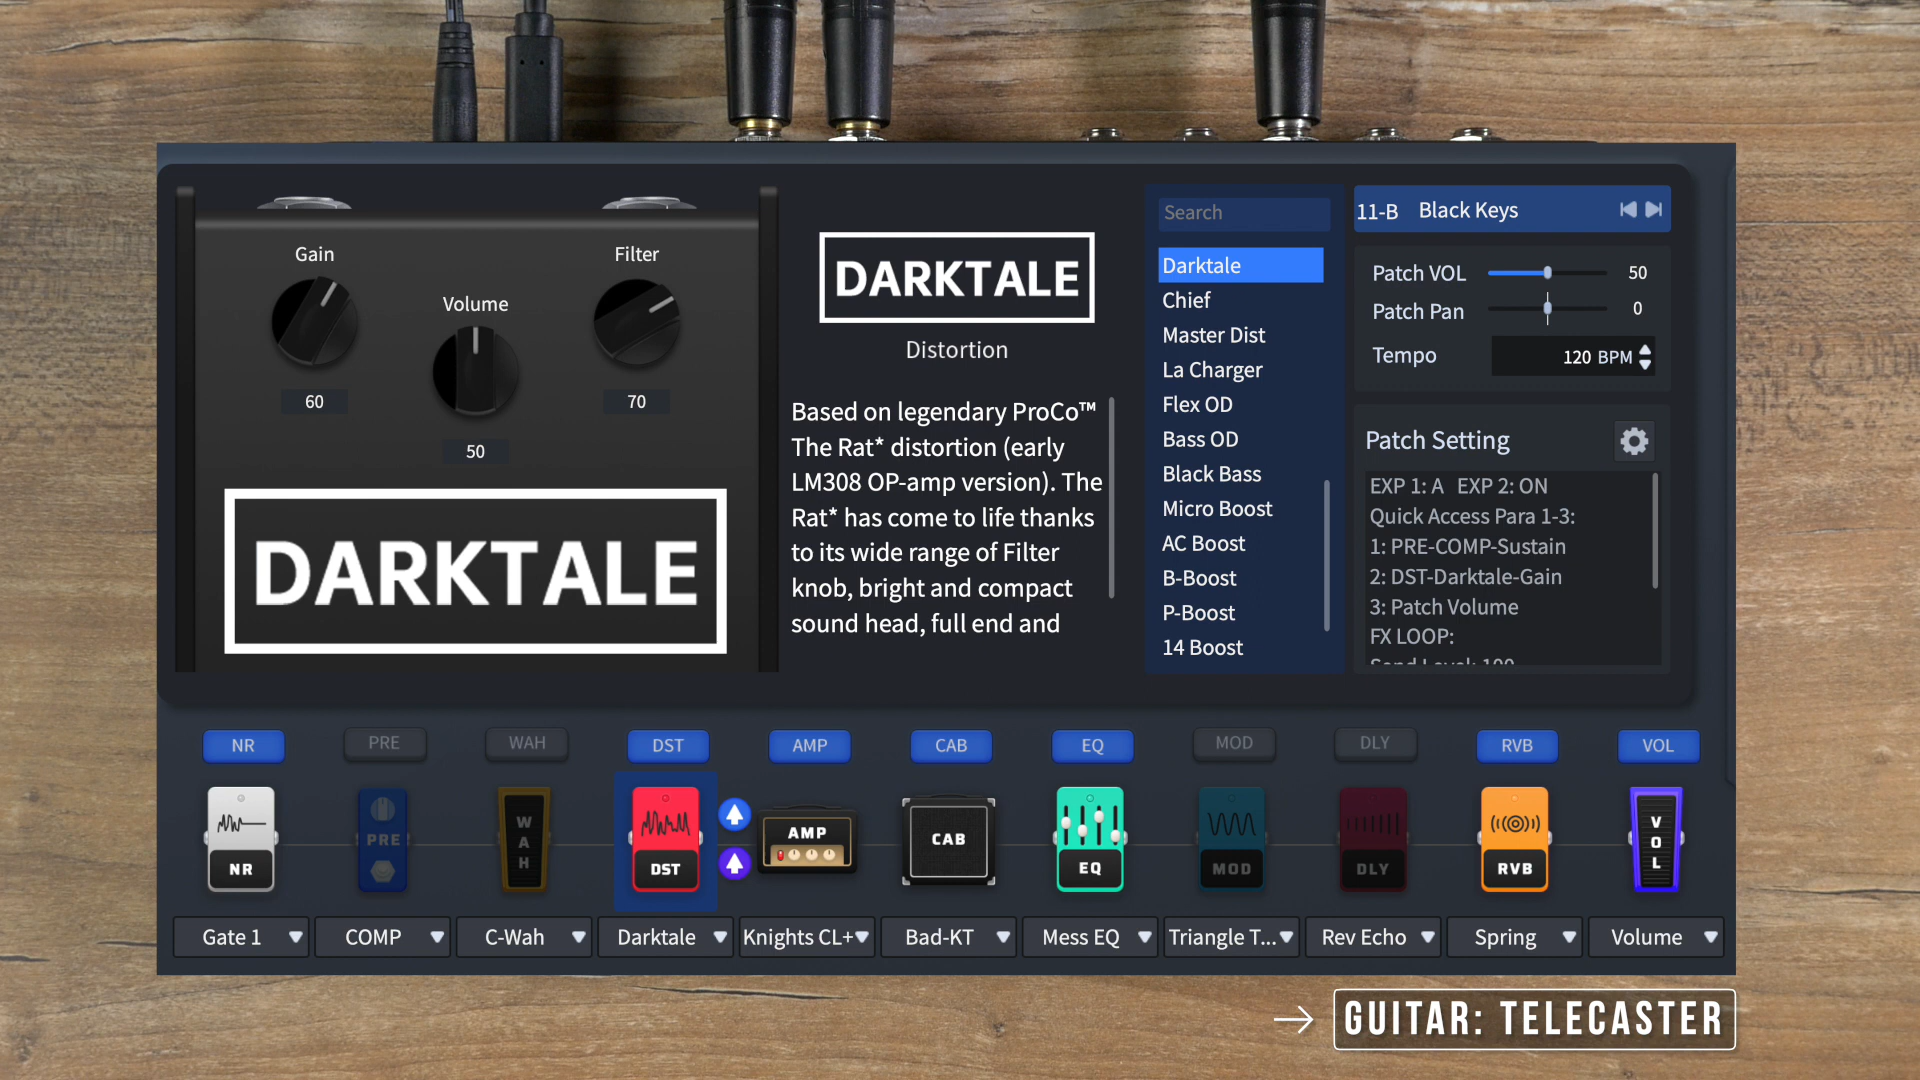 Gain
60
Volume
50
Filter
70
DARKTALE
DARKTALE
Distortion
Based on legendary ProCo™
The Rat* distortion (early
LM308 OP-amp version). The
Rat* has come to life thanks
to its wide range of Filter
knob, bright and compact
sound head, full end and
Search
Darktale
Chief
Master Dist
La Charger
Flex OD
Bass OD
Black Bass
Micro Boost
AC Boost
B-Boost
P-Boost
14 Boost
11-B Black Keys
Patch VOL 50
Patch Pan 0
Tempo 120 BPM
Patch Setting
EXP 1: A EXP 2: ON
Quick Access Para 1-3:
1: PRE-COMP-Sustain
2: DST-Darktale-Gain
3: Patch Volume
FX LOOP:
Send Level: 100
NR PRE WAH DST AMP CAB EQ MOD DLY RVB VOL
NR PRE WAH DST AMP CAB EQ MOD DLY RVB VOL
Gate 1 COMP C-Wah Darktale Knights CL+ Bad-KT Mess EQ Triangle T... Rev Echo Spring Volume
→ GUITAR: TELECASTER